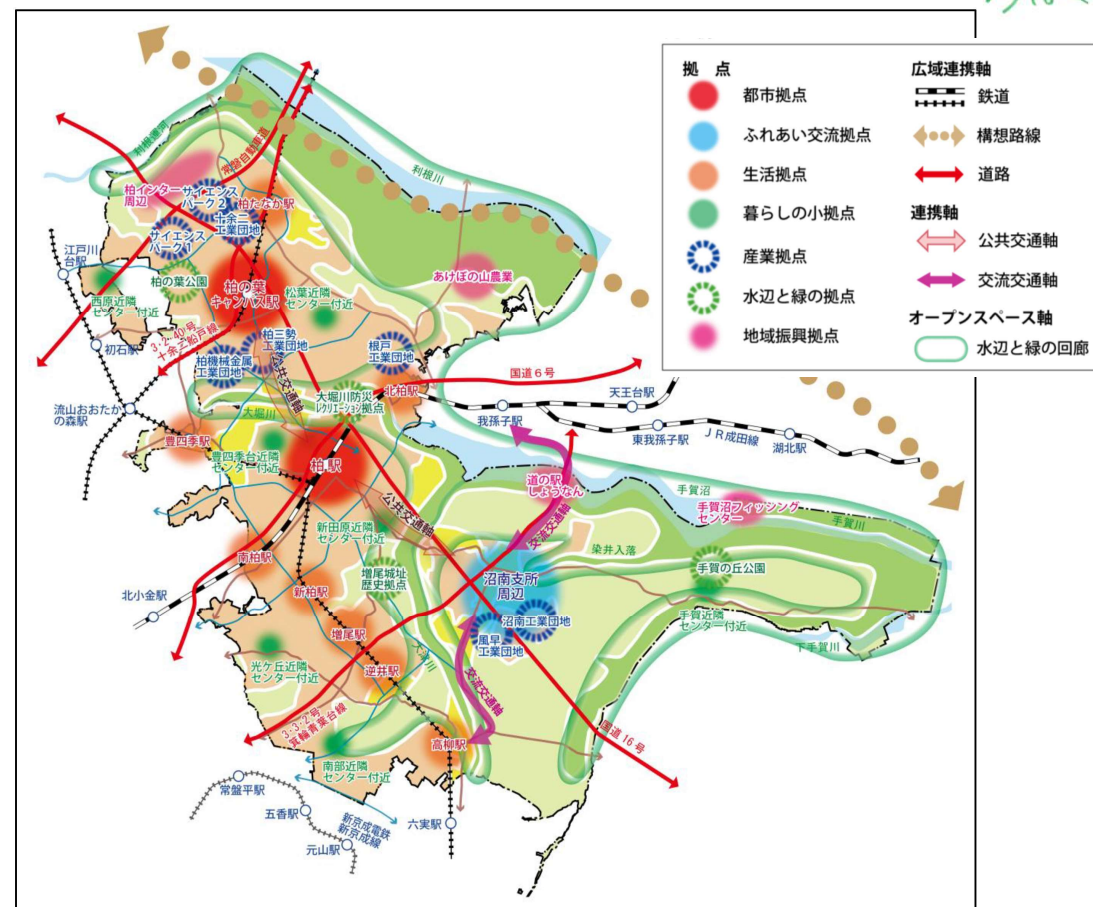 拠　点
都市拠点
ふれあい交流拠点
生活拠点
暮らしの小拠点
産業拠点
水辺と緑の拠点
地域振興拠点
広域連携軸
鉄道
構想路線
道路
連携軸
公共交通軸
交流交通軸
オープンスペース軸
水辺と緑の回廊
利根運河
常磐自動車道
利根川
柏インター
周辺
サイエンス
パーク2
柏たなか駅
十余二
工業団地
サイエンス
パーク1
江戸川
台駅
柏の葉公園
柏の葉
キャンパス駅
松葉近隣
センター付近
あけぼの山農業
西原近隣
センター付近
3・2・40号
十余二船戸線
初石駅
柏三勢
工業団地
柏機械金属
工業団地
根戸
工業団地
公共交通軸
国道6号
北柏駅
大堀川防災
レクリエーション拠点
天王台駅
我孫子駅
流山おおたか
の森駅
大堀川
東我孫子駅
JR成田線
湖北駅
豊四季駅
豊四季台近隣
センター付近
柏駅
道の駅
しょうなん
手賀沼
手賀沼フィッシング
センター
手賀川
公共交通軸
新田原近隣
センター付近
交流交通軸
染井入落
南柏駅
増尾城址
歴史拠点
沼南支所
周辺
手賀の丘公園
新柏駅
北小金駅
沼南工業団地
手賀近隣
センター付近
増尾駅
風早
工業団地
下手賀川
光ケ丘近隣
センター付近
逆井駅
大津川
交流交通軸
3・3・2号
箕輪青葉台線
高柳駅
国道16号
南部近隣
センター付近
常盤平駅
五香駅
新京成電鉄
新京成線
六実駅
元山駅